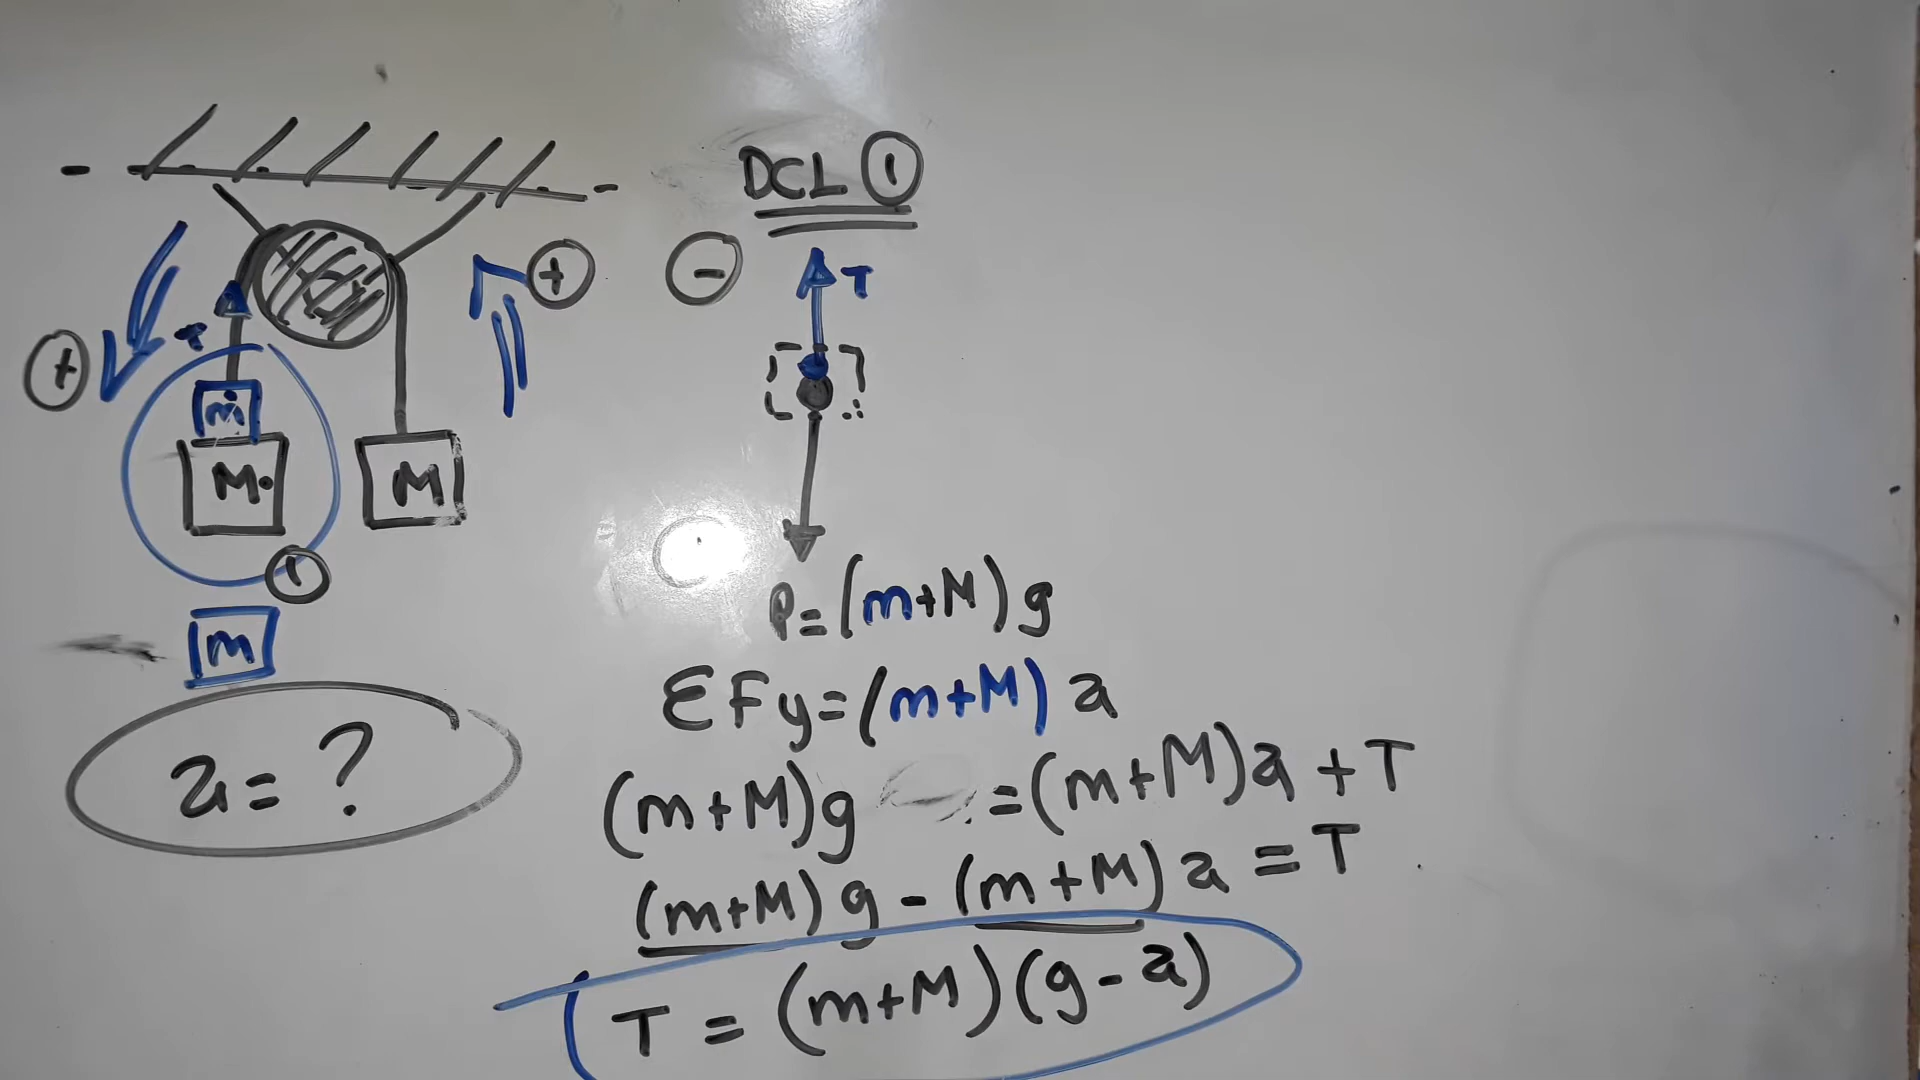 DCL ①
+
-
T
+
T
m
M
M
①
P=(m+M)g
m
ΣFy=(m+M)a
a=?
(m+M)g =(m+M)a+T
(m+M)g-(m+M)a=T
T=(m+M)(g-a)